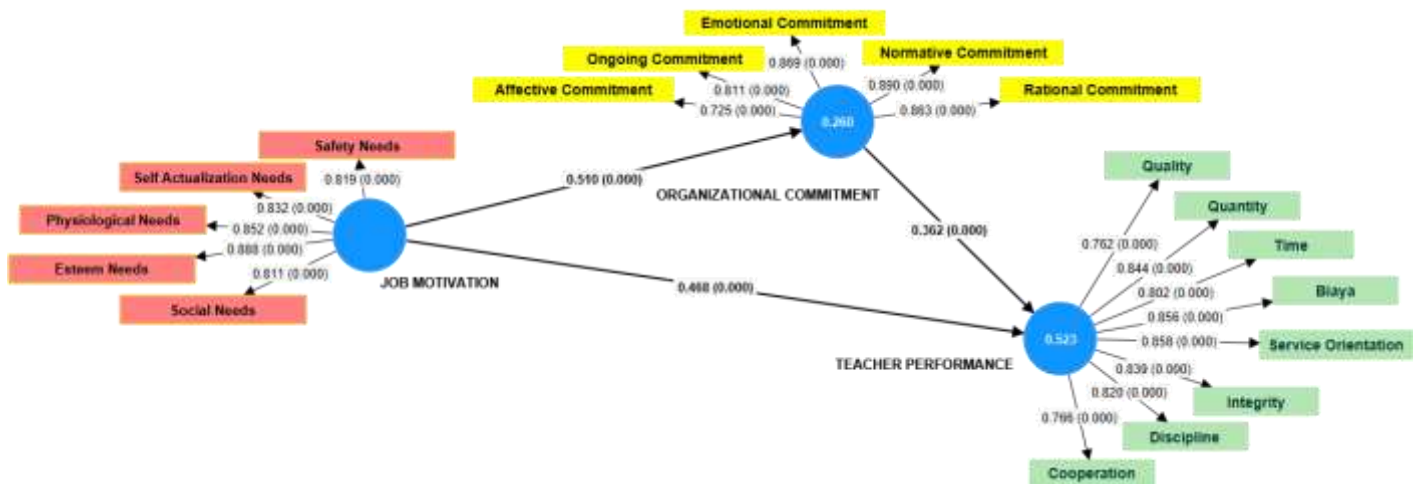 Emotional Commitment
Ongoing Commitment
Normative Commitment
Affective Commitment
Rational Commitment
0.869 (0.000)
0.811 (0.000)
0.890 (0.000)
0.725 (0.000)
0.863 (0.000)
0.260
ORGANIZATIONAL COMMITMENT
Safety Needs
Self Actualization Needs
Physiological Needs
Esteem Needs
Social Needs
0.819 (0.000)
0.832 (0.000)
0.852 (0.000)
0.888 (0.000)
0.811 (0.000)
JOB MOTIVATION
0.510 (0.000)
0.362 (0.000)
0.468 (0.000)
Quality
Quantity
Time
Biaya
Service Orientation
Integrity
Discipline
Cooperation
0.762 (0.000)
0.844 (0.000)
0.802 (0.000)
0.856 (0.000)
0.858 (0.000)
0.839 (0.000)
0.820 (0.000)
0.766 (0.000)
0.523
TEACHER PERFORMANCE